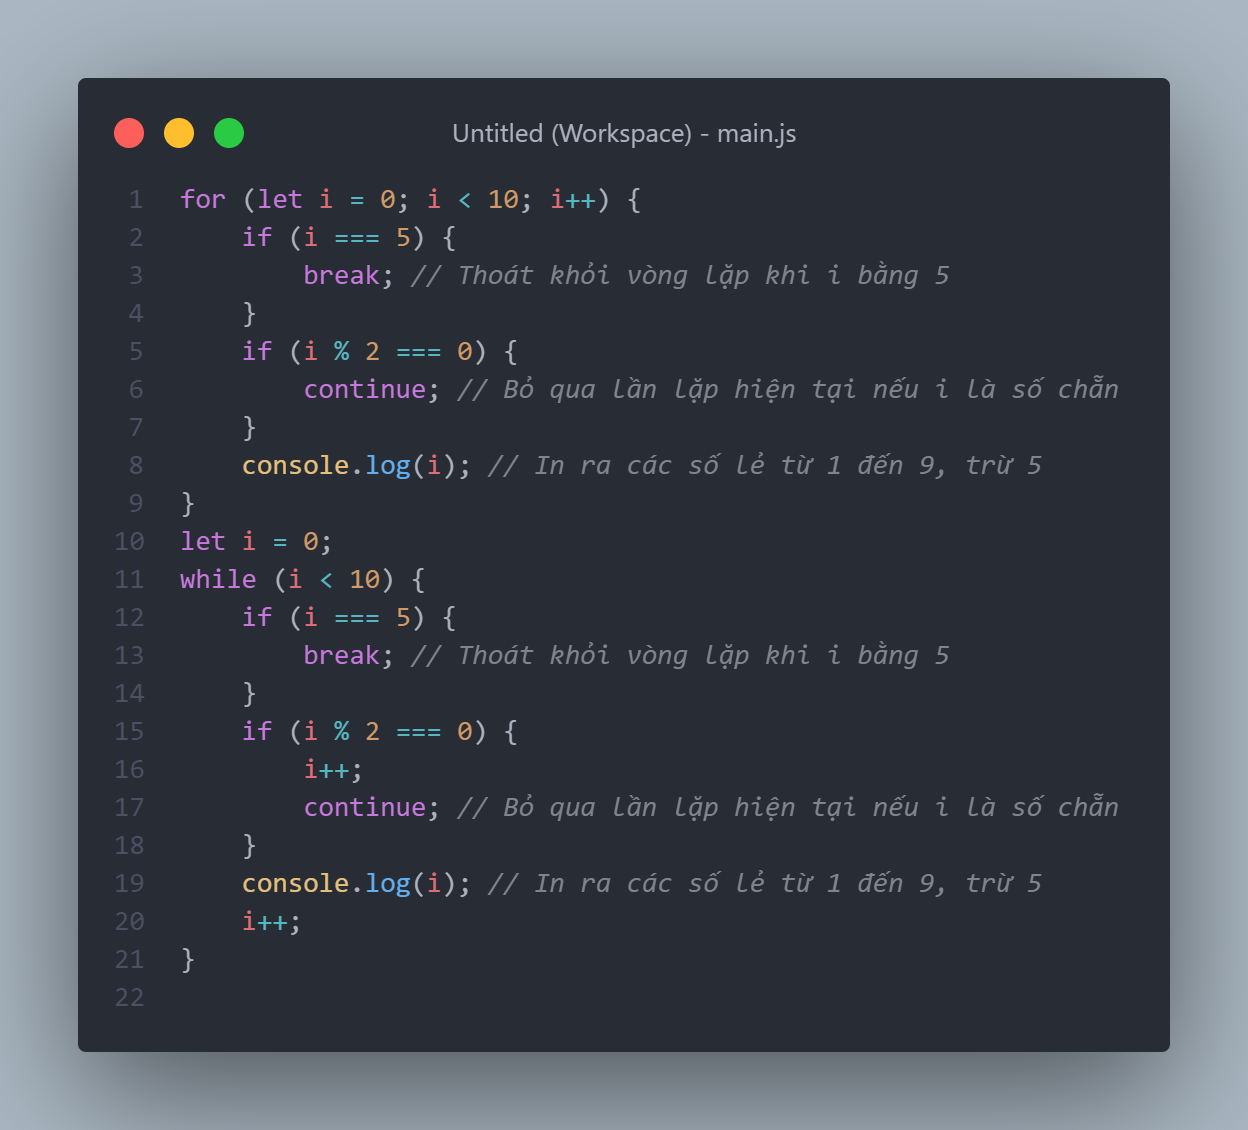 Untitled (Workspace) - main.js
1 for (let i = 0; i < 10; i++) {
2     if (i === 5) {
3         break; // Thoát khỏi vòng lặp khi i bằng 5
4     }
5     if (i % 2 === 0) {
6         continue; // Bỏ qua lần lặp hiện tại nếu i là số chẵn
7     }
8     console.log(i); // In ra các số lẻ từ 1 đến 9, trừ 5
9 }
10 let i = 0;
11 while (i < 10) {
12     if (i === 5) {
13         break; // Thoát khỏi vòng lặp khi i bằng 5
14     }
15     if (i % 2 === 0) {
16         i++;
17         continue; // Bỏ qua lần lặp hiện tại nếu i là số chẵn
18     }
19     console.log(i); // In ra các số lẻ từ 1 đến 9, trừ 5
20     i++;
21 }
22